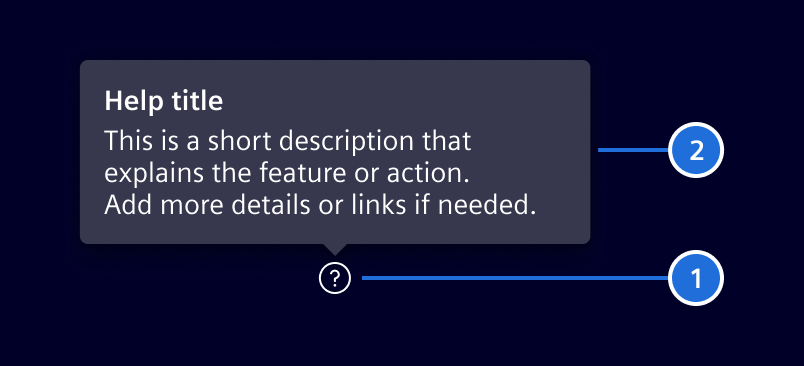 Help title
This is a short description that
explains the feature or action.
Add more details or links if needed.
2
?
1